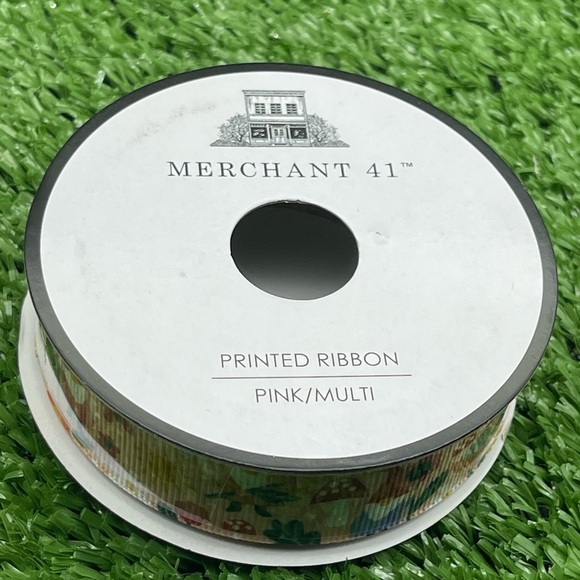 MERCHANT 41™
PRINTED RIBBON
PINK/MULTI